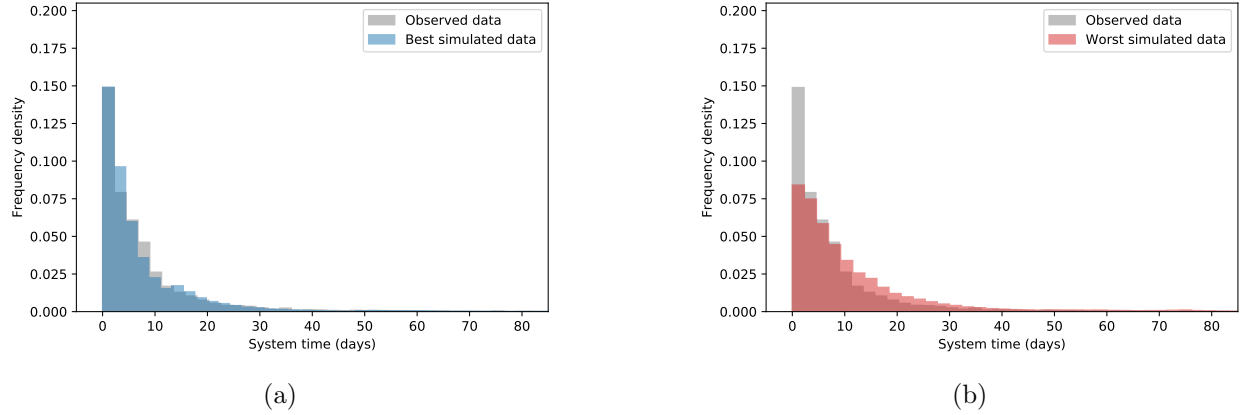 0.200
0.175
0.150
0.125
0.100
0.075
0.050
0.025
0.000
Frequency density
Observed data
Best simulated data
0 10 20 30 40 50 60 70 80
System time (days)
(a)
0.200
0.175
0.150
0.125
0.100
0.075
0.050
0.025
0.000
Frequency density
Observed data
Worst simulated data
0 10 20 30 40 50 60 70 80
System time (days)
(b)